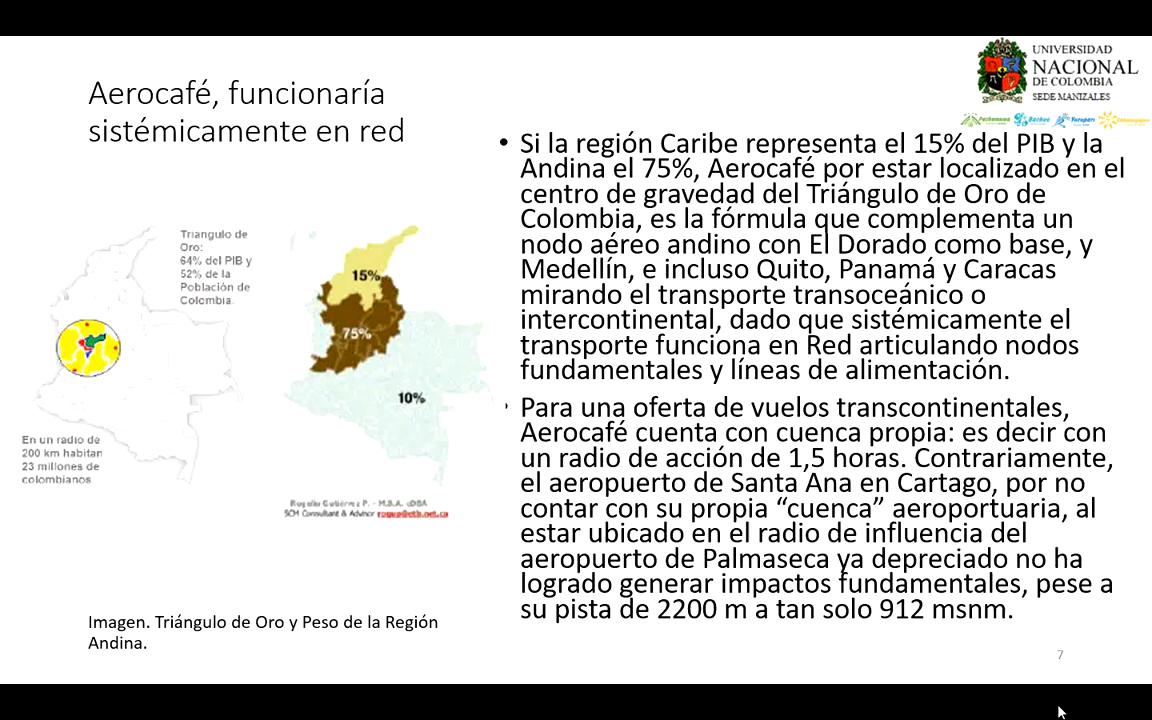 UNIVERSIDAD
NACIONAL
DE COLOMBIA
SEDE MANIZALES
Aerocafé, funcionaría
sistémicamente en red
• Si la región Caribe representa el 15% del PIB y la
Andina el 75%, Aerocafé por estar localizado en el
centro de gravedad del Triángulo de Oro de
Colombia, es la fórmula que complementa un
nodo aéreo andino con El Dorado como base, y
Medellín, e incluso Quito, Panamá y Caracas
mirando el transporte transoceánico o
intercontinental, dado que sistémicamente el
transporte funciona en Red articulando nodos
fundamentales y líneas de alimentación.
Para una oferta de vuelos transcontinentales,
Aerocafé cuenta con cuenca propia: es decir con
un radio de acción de 1,5 horas. Contrariamente,
el aeropuerto de Santa Ana en Cartago, por no
contar con su propia “cuenca” aeroportuaria, al
estar ubicado en el radio de influencia del
aeropuerto de Palmaseca ya depreciado no ha
logrado generar impactos fundamentales, pese a
su pista de 2200 m a tan solo 912 msnm.
Triangulo de
Oro:
64% del PIB y
52% de la
Población de
Colombia.
15%
75%
10%
En un radio de
200 km habitan
23 millones de
colombianos
Rogelio Gutiérrez P. - M.B.A.
SCM Consultant & Advisor
Imagen. Triángulo de Oro y Peso de la Región
Andina.
7